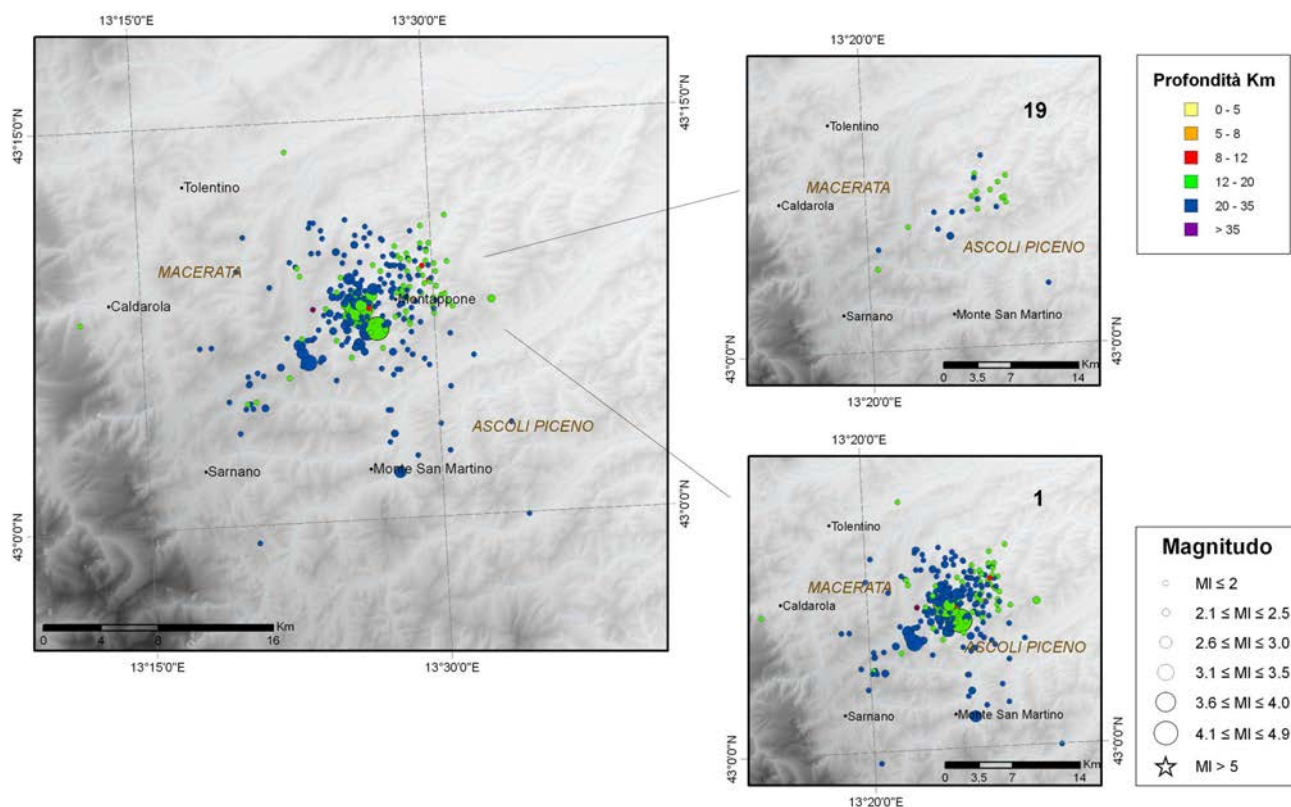 13°15'0"E
13°30'0"E
43°15'0"N
43°15'0"N
Tolentino
MACERATA
Caldarola
Montappone
ASCOLI PICENO
Sarnano
Monte San Martino
43°0'0"N
43°0'0"N
0 4 8 16 Km
13°15'0"E
13°30'0"E
13°20'0"E
19
Tolentino
MACERATA
Caldarola
ASCOLI PICENO
Sarnano
Monte San Martino
43°0'0"N
43°0'0"N
0 3.5 7 14 Km
13°20'0"E
13°20'0"E
1
Tolentino
MACERATA
Caldarola
ASCOLI PICENO
Sarnano
Monte San Martino
43°0'0"N
43°0'0"N
0 3.5 7 14 Km
13°20'0"E
Profondità Km
0 - 5
5 - 8
8 - 12
12 - 20
20 - 35
> 35
Magnitudo
Ml ≤ 2
2.1 ≤ Ml ≤ 2.5
2.6 ≤ Ml ≤ 3.0
3.1 ≤ Ml ≤ 3.5
3.6 ≤ Ml ≤ 4.0
4.1 ≤ Ml ≤ 4.9
Ml > 5